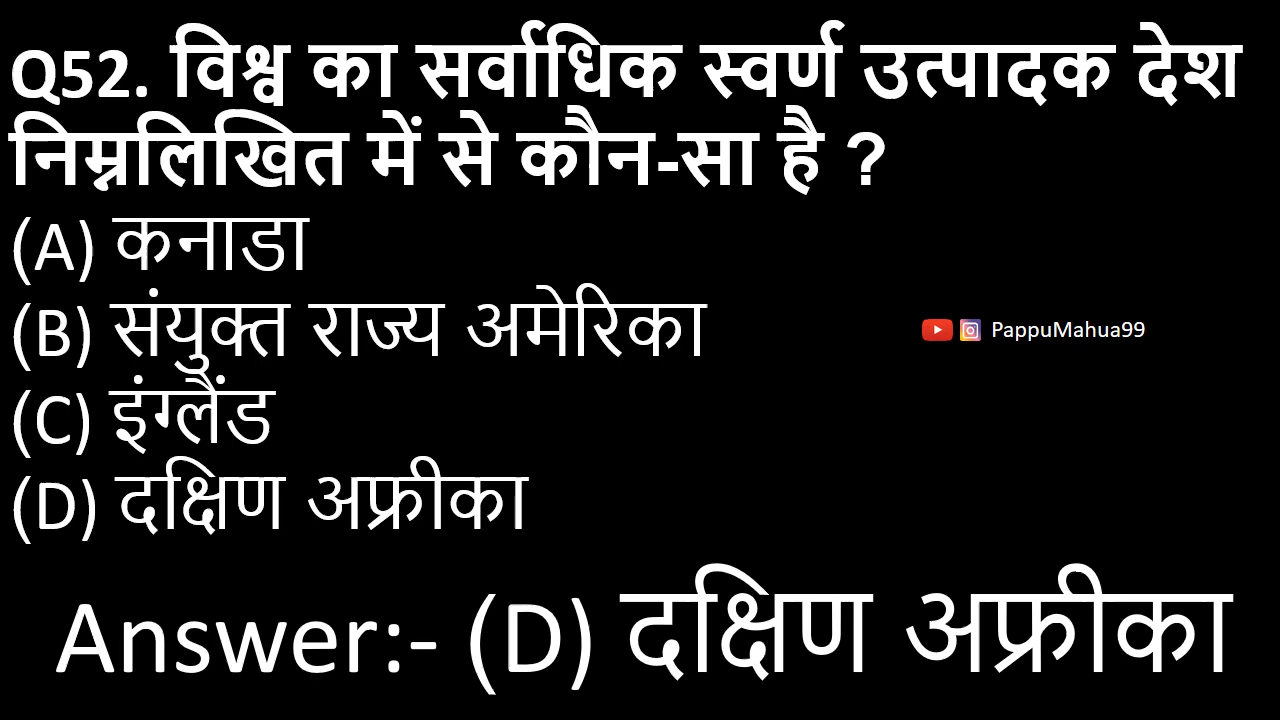 Q52. विश्व का सर्वाधिक स्वर्ण उत्पादक देश
निम्नलिखित में से कौन-सा है ?
(A) कनाडा
(B) संयुक्त राज्य अमेरिका
PappuMahua99
(C) इंग्लैंड
(D) दक्षिण अफ्रीका
Answer:- (D) दक्षिण अफ्रीका